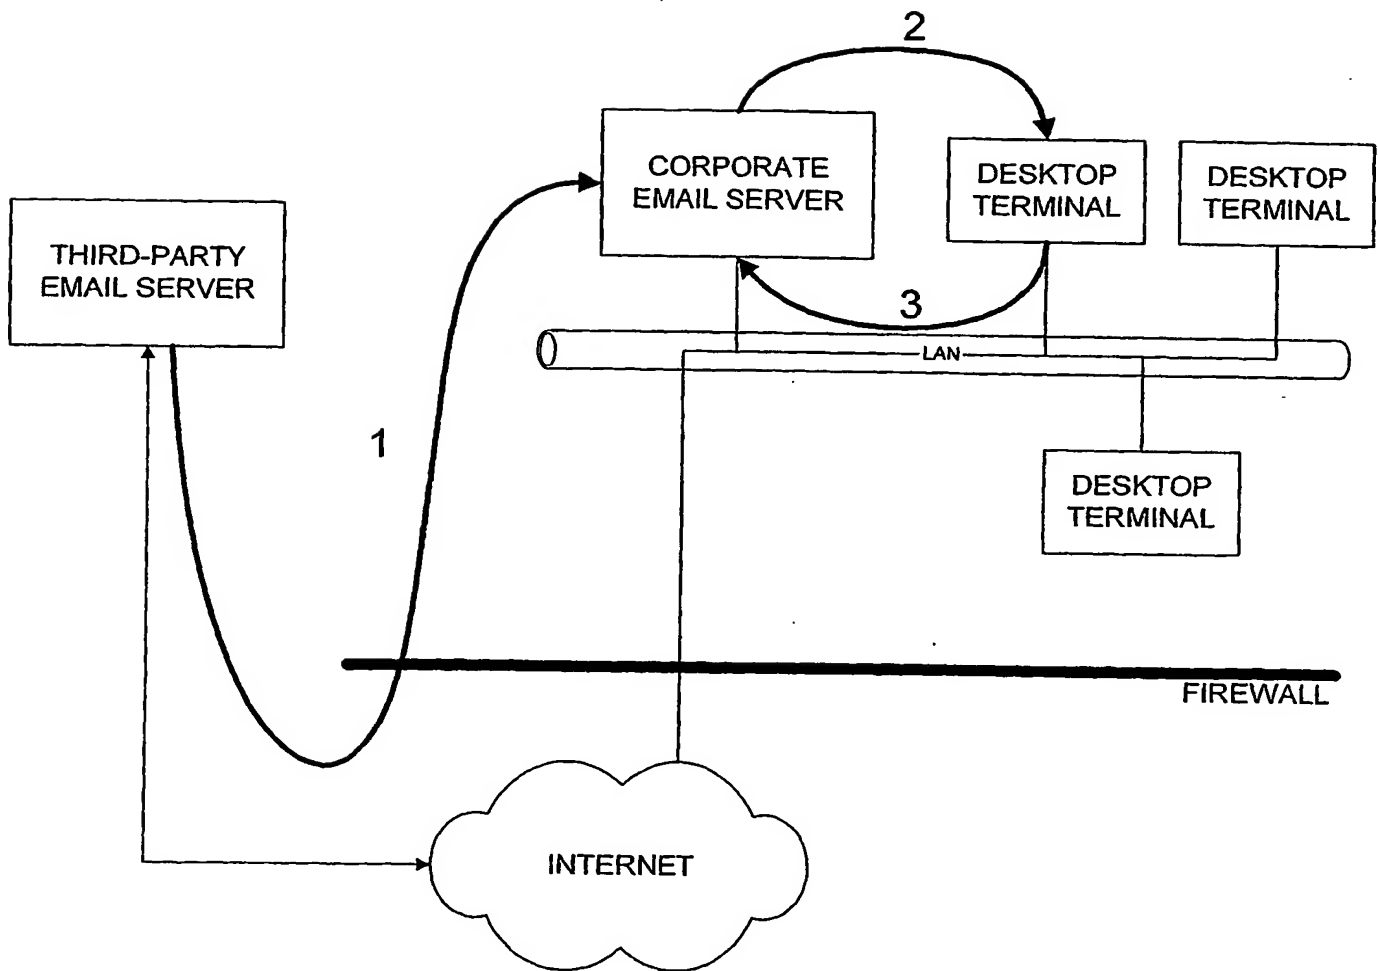 2
CORPORATE
EMAIL SERVER
DESKTOP
TERMINAL
DESKTOP
TERMINAL
THIRD-PARTY
EMAIL SERVER
3
LAN
1
DESKTOP
TERMINAL
FIREWALL
INTERNET